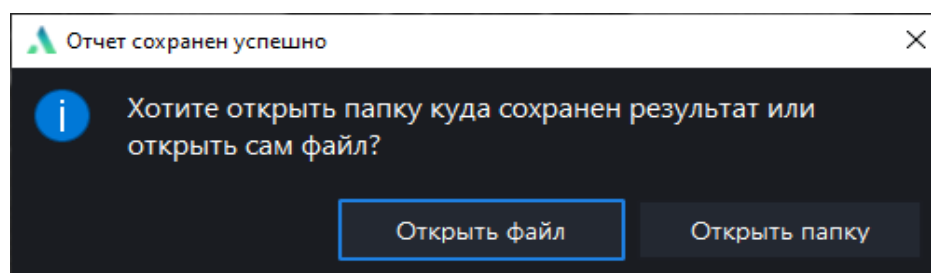 Отчет сохранен успешно
Хотите открыть папку куда сохранен результат или
открыть сам файл?
Открыть файл
Открыть папку